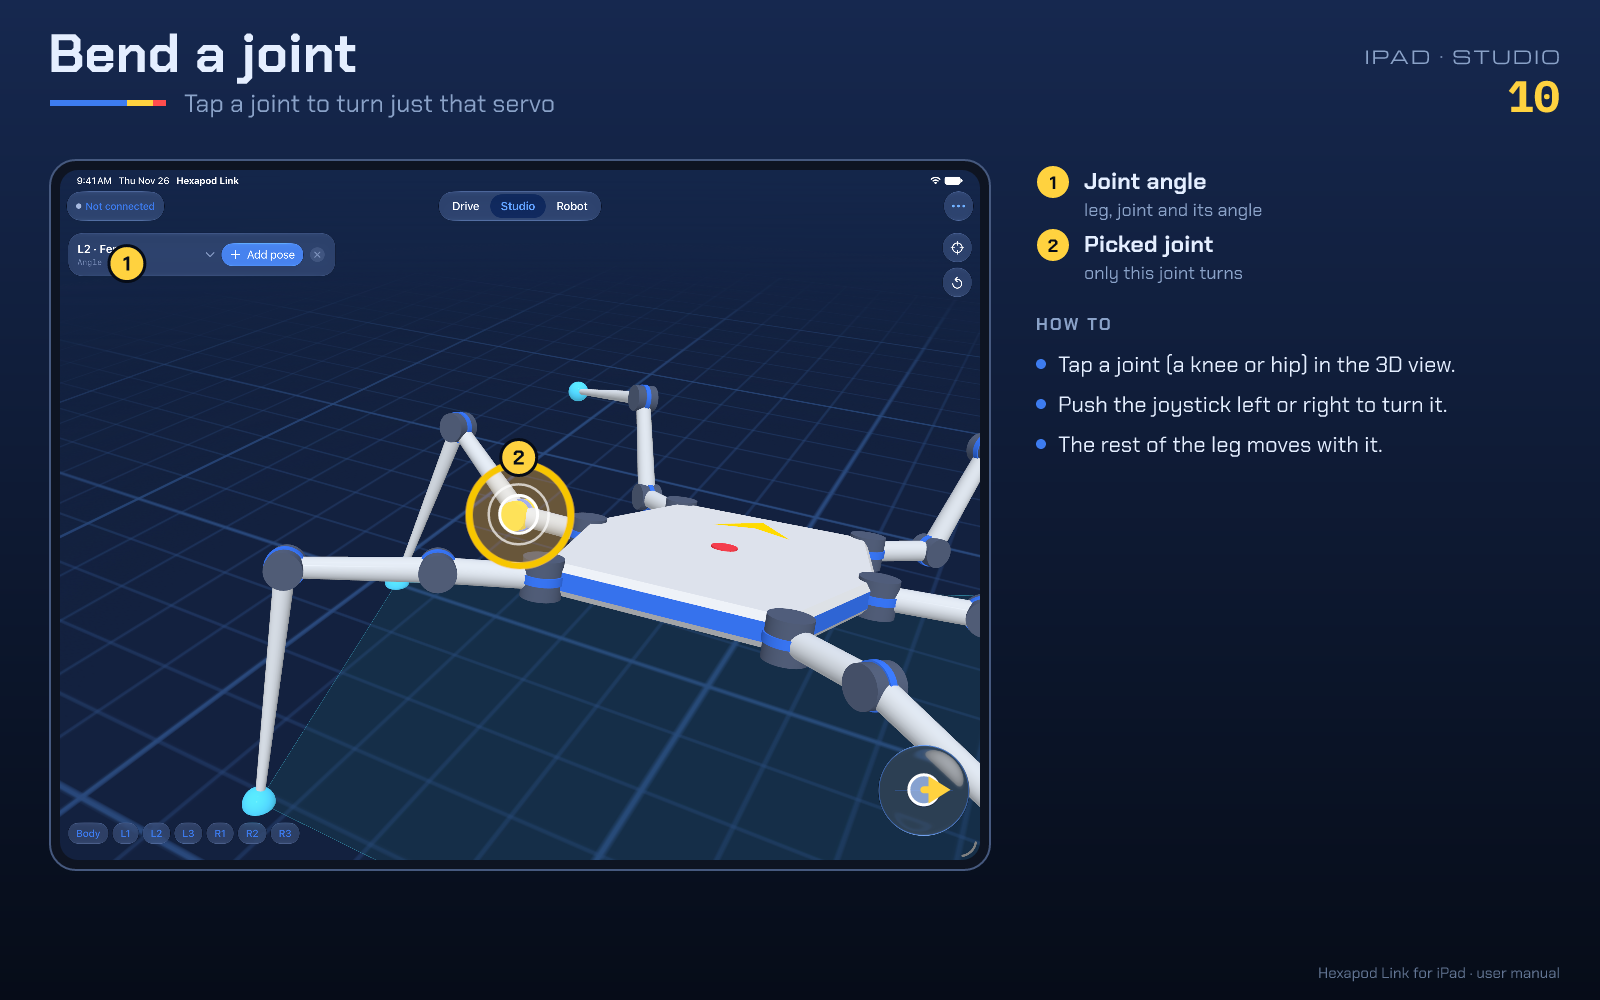 Bend a joint
Tap a joint to turn just that servo
IPAD · STUDIO
10
9:41 AM Thu Nov 26 Hexapod Link
Not connected
Drive Studio Robot
L2 ·
Angle
+ Add pose
1
2
Body L1 L2 L3 R1 R2 R3
1 Joint angle
leg, joint and its angle
2 Picked joint
only this joint turns
HOW TO
Tap a joint (a knee or hip) in the 3D view.
Push the joystick left or right to turn it.
The rest of the leg moves with it.
Hexapod Link for iPad · user manual